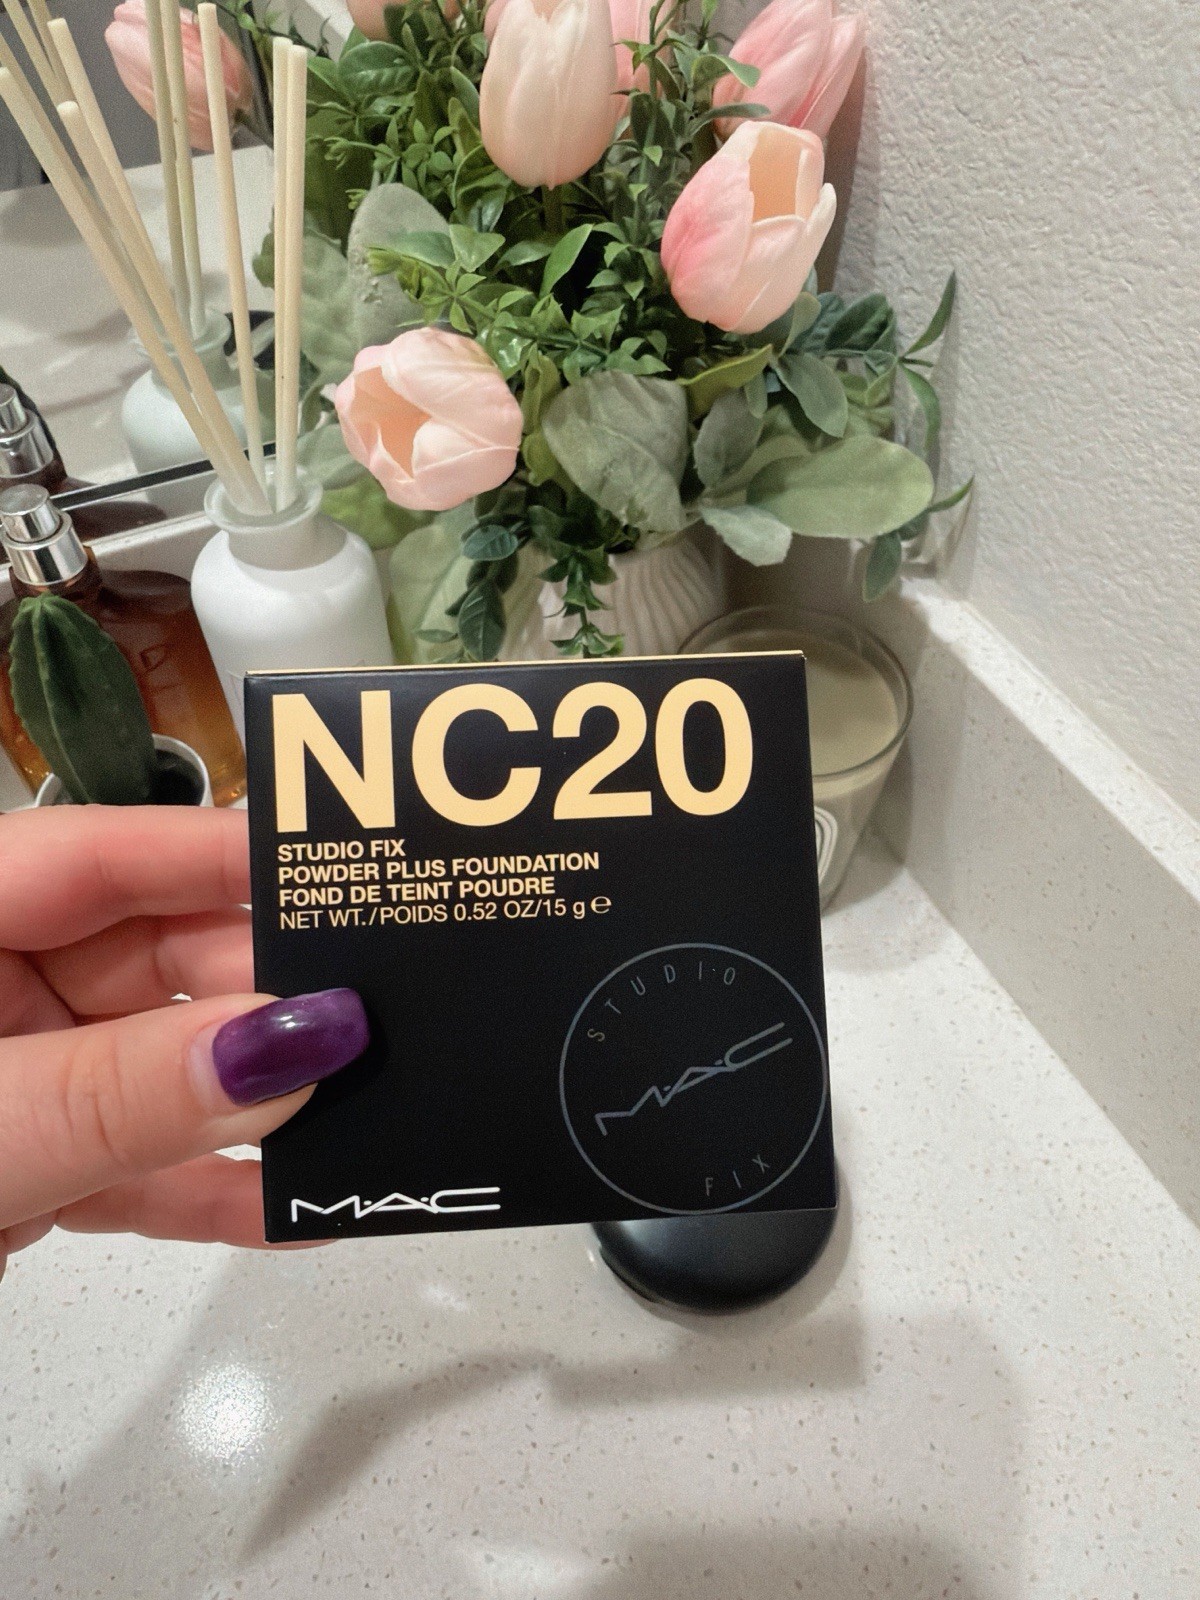 NC20
STUDIO FIX
POWDER PLUS FOUNDATION
FOND DE TEINT POUDRE
NET WT./POIDS 0.52 OZ/15 g ℮
STUDIO
M·A·C
FIX
M·A·C